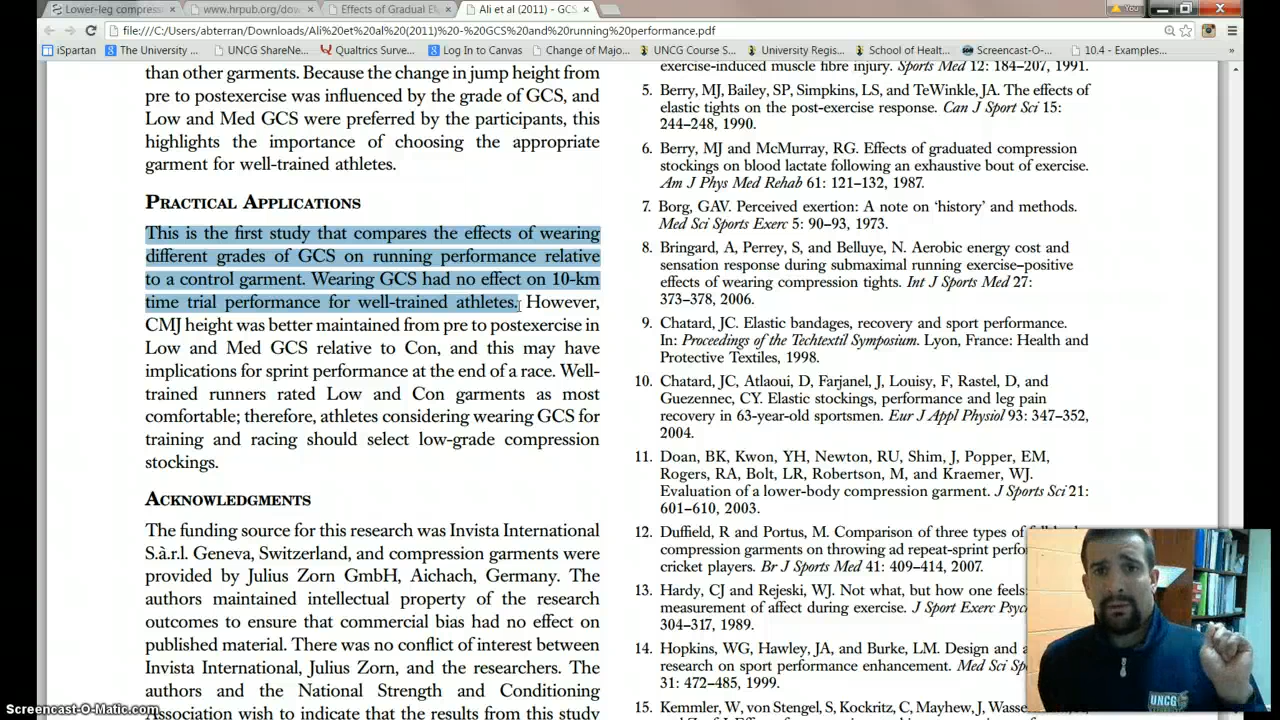 Lower-leg compress
www.hrpub.org/dow
Effects of Gradual E
Ali et al (2011) - GCS
You
file:///C:/Users/abterran/Downloads/Ali%20et%20al%20(2011)%20-%20GCS%20and%20running%20performance.pdf
iSpartan
The University ...
UNCG ShareNe...
Qualtrics Surve...
Log In to Canvas
Change of Majo...
UNCG Course S...
University Regis...
School of Healt...
Screencast-O...
10.4 - Examples...
than other garments. Because the change in jump height from
pre to postexercise was influenced by the grade of GCS, and
Low and Med GCS were preferred by the participants, this
highlights the importance of choosing the appropriate
garment for well-trained athletes.
PRACTICAL APPLICATIONS
This is the first study that compares the effects of wearing
different grades of GCS on running performance relative
to a control garment. Wearing GCS had no effect on 10-km
time trial performance for well-trained athletes. However,
CMJ height was better maintained from pre to postexercise in
Low and Med GCS relative to Con, and this may have
implications for sprint performance at the end of a race. Well-
trained runners rated Low and Con garments as most
comfortable; therefore, athletes considering wearing GCS for
training and racing should select low-grade compression
stockings.
ACKNOWLEDGMENTS
The funding source for this research was Invista International
S.à.r.l. Geneva, Switzerland, and compression garments were
provided by Julius Zorn GmbH, Aichach, Germany. The
authors maintained intellectual property of the research
outcomes to ensure that commercial bias had no effect on
published material. There was no conflict of interest between
Invista International, Julius Zorn, and the researchers. The
authors and the National Strength and Conditioning
Association wish to indicate that the results from this study
exercise-induced muscle fibre injury. Sports Med 12: 184–207, 1991.
5. Berry, MJ, Bailey, SP, Simpkins, LS, and TeWinkle, JA. The effects of
elastic tights on the post-exercise response. Can J Sport Sci 15:
244–248, 1990.
6. Berry, MJ and McMurray, RG. Effects of graduated compression
stockings on blood lactate following an exhaustive bout of exercise.
Am J Phys Med Rehab 61: 121–132, 1987.
7. Borg, GAV. Perceived exertion: A note on ‘history’ and methods.
Med Sci Sports Exerc 5: 90–93, 1973.
8. Bringard, A, Perrey, S, and Belluye, N. Aerobic energy cost and
sensation response during submaximal running exercise–positive
effects of wearing compression tights. Int J Sports Med 27:
373–378, 2006.
9. Chatard, JC. Elastic bandages, recovery and sport performance.
In: Proceedings of the Techtextil Symposium. Lyon, France: Health and
Protective Textiles, 1998.
10. Chatard, JC, Atlaoui, D, Farjanel, J, Louisy, F, Rastel, D, and
Guezennec, CY. Elastic stockings, performance and leg pain
recovery in 63-year-old sportsmen. Eur J Appl Physiol 93: 347–352,
2004.
11. Doan, BK, Kwon, YH, Newton, RU, Shim, J, Popper, EM,
Rogers, RA, Bolt, LR, Robertson, M, and Kraemer, WJ.
Evaluation of a lower-body compression garment. J Sports Sci 21:
601–610, 2003.
12. Duffield, R and Portus, M. Comparison of three types of
compression garments on throwing ad repeat-sprint perfo
cricket players. Br J Sports Med 41: 409–414, 2007.
13. Hardy, CJ and Rejeski, WJ. Not what, but how one feels
measurement of affect during exercise. J Sport Exerc Psyc
304–317, 1989.
14. Hopkins, WG, Hawley, JA, and Burke, LM. Design and a
research on sport performance enhancement. Med Sci Sp
31: 472–485, 1999.
15. Kemmler, W, von Stengel, S, Kockritz, C, Mayhew, J, Wasser
UNCG
Screencast-O-Matic.com